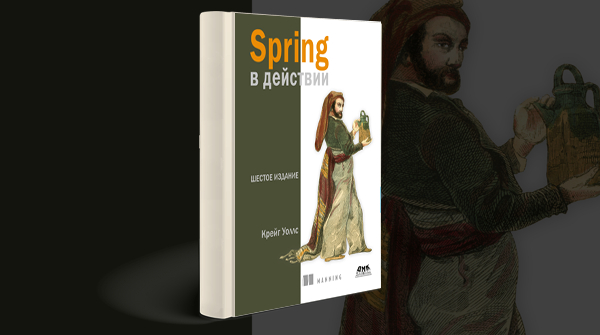 Spring
в действии
ШЕСТОЕ ИЗДАНИЕ
Крейг Уоллс
MANNING